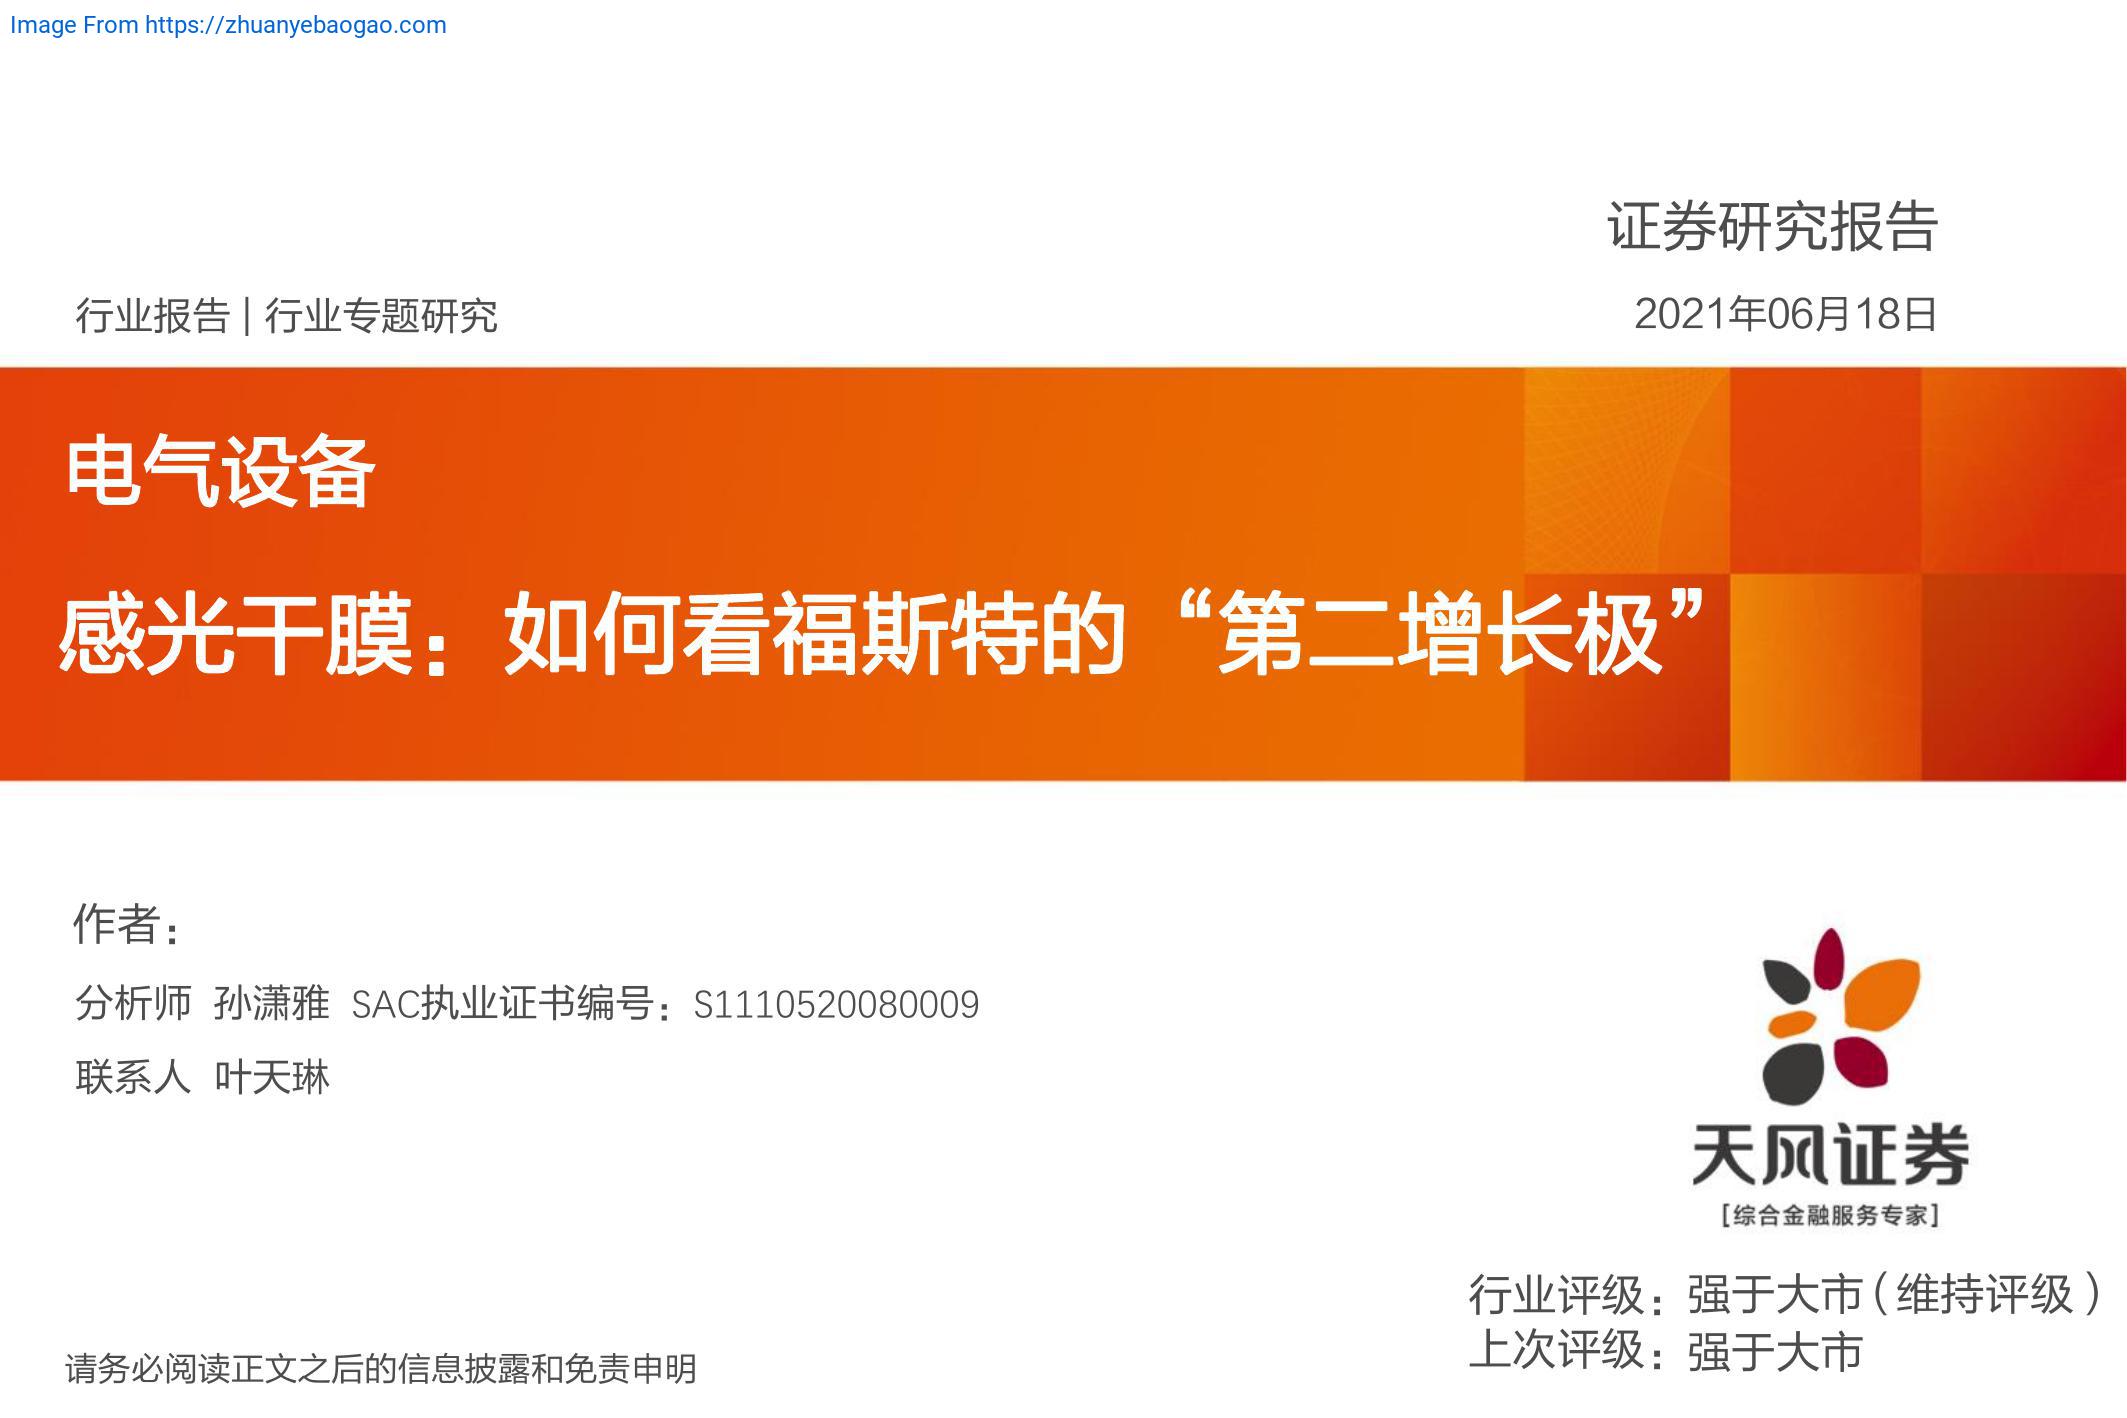 Image From https://zhuanyebaogao.com
证券研究报告
行业报告 | 行业专题研究
2021年06月18日
电气设备
感光干膜：如何看福斯特的“第二增长极”
作者：
分析师 孙潇雅 SAC执业证书编号：S1110520080009
联系人 叶天琳
天风证券
[综合金融服务专家]
行业评级：强于大市（维持评级）
上次评级：强于大市
请务必阅读正文之后的信息披露和免责申明